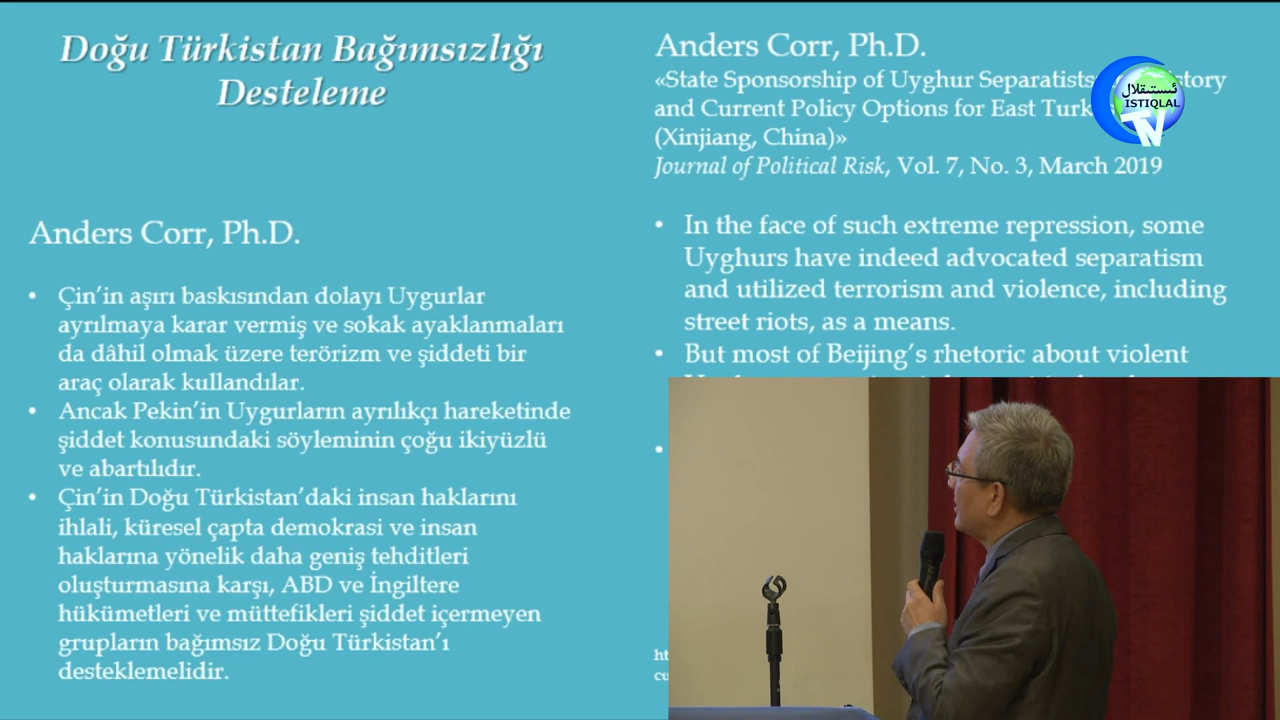 Doğu Türkistan Bağımsızlığı
Desteleme
Anders Corr, Ph.D.
• Çin’in aşırı baskısından dolayı Uygurlar
ayrılmaya karar vermiş ve sokak ayaklanmaları
da dâhil olmak üzere terörizm ve şiddeti bir
araç olarak kullandılar.
• Ancak Pekin’in Uygurların ayrılıkçı hareketinde
şiddet konusundaki söyleminin çoğu ikiyüzlü
ve abartılıdır.
• Çin’in Doğu Türkistan’daki insan haklarını
ihlali, küresel çapta demokrasi ve insan
haklarına yönelik daha geniş tehditleri
oluşturmasına karşı, ABD ve İngiltere
hükümetleri ve müttefikleri şiddet içermeyen
grupların bağımsız Doğu Türkistan’ı
desteklemelidir.
Anders Corr, Ph.D.
«State Sponsorship of Uyghur Separatists
and Current Policy Options for East
(Xinjiang, China)»
Journal of Political Risk, Vol. 7, No. 3, March 2019
• In the face of such extreme repression, some
Uyghurs have indeed advocated separatism
and utilized terrorism and violence, including
street riots, as a means.
• But most of Beijing’s rhetoric about violent
ئىستىقلال
ISTIQLAL
TV